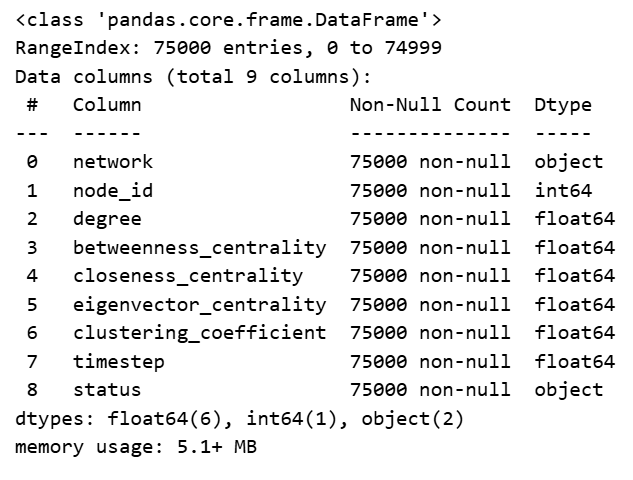 <class 'pandas.core.frame.DataFrame'>
RangeIndex: 75000 entries, 0 to 74999
Data columns (total 9 columns):
 #   Column                  Non-Null Count  Dtype
---  ------                  --------------  -----
 0   network                 75000 non-null  object
 1   node_id                 75000 non-null  int64
 2   degree                  75000 non-null  float64
 3   betweenness_centrality  75000 non-null  float64
 4   closeness_centrality    75000 non-null  float64
 5   eigenvector_centrality  75000 non-null  float64
 6   clustering_coefficient  75000 non-null  float64
 7   timestep                75000 non-null  float64
 8   status                  75000 non-null  object
dtypes: float64(6), int64(1), object(2)
memory usage: 5.1+ MB